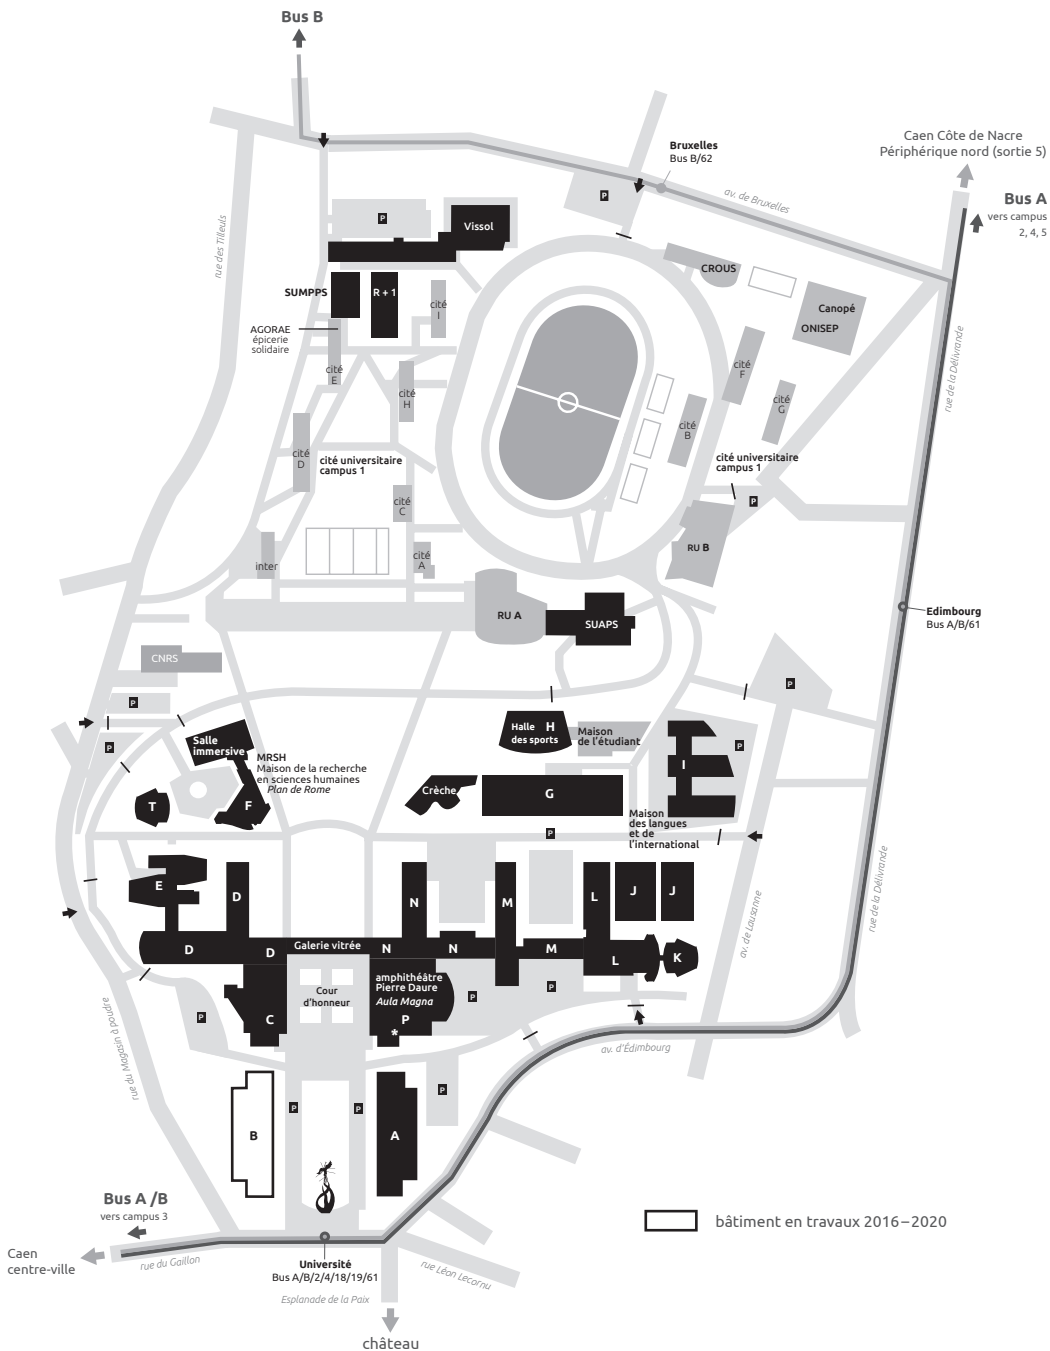 Bus B
Caen Côte de Nacre
Périphérique nord (sortie 5)
Bus A
vers campus
2, 4, 5
Bruxelles
Bus B/62
av. de Bruxelles
rue des Tilleuls
P
P
Vissol
SUMPPS
R + 1
AGORAE
épicerie
solidaire
cité
I
cité
E
cité
H
cité
D
cité universitaire
campus 1
cité
C
cité
A
inter
CROUS
Canopé
ONISEP
cité
F
cité
G
cité
B
cité universitaire
campus 1
P
rue de la Délivrande
RU B
RU A
SUAPS
Edimbourg
Bus A/B/61
CNRS
P
P
P
P
Salle
immersive
MRSH
Maison de la recherche
en sciences humaines
Plan de Rome
T
F
Halle H
des sports
Maison
de l'étudiant
I
Crèche
G
Maison
des langues
et de
l'international
P
E
D
N
M
L
J
J
D
D
Galerie vitrée
N
N
M
L
K
av. de Lausanne
rue de la Délivrande
Cour
d'honneur
amphithéâtre
Pierre Daure
Aula Magna
P
*
C
P
P
P
rue du Magasin à poudre
av. d'Édimbourg
P
P
P
B
A
Bus A /B
vers campus 3
Caen
centre-ville
rue du Gaillon
Université
Bus A/B/2/4/18/19/61
Esplanade de la Paix
rue Léon Lecornu
château
bâtiment en travaux 2016–2020